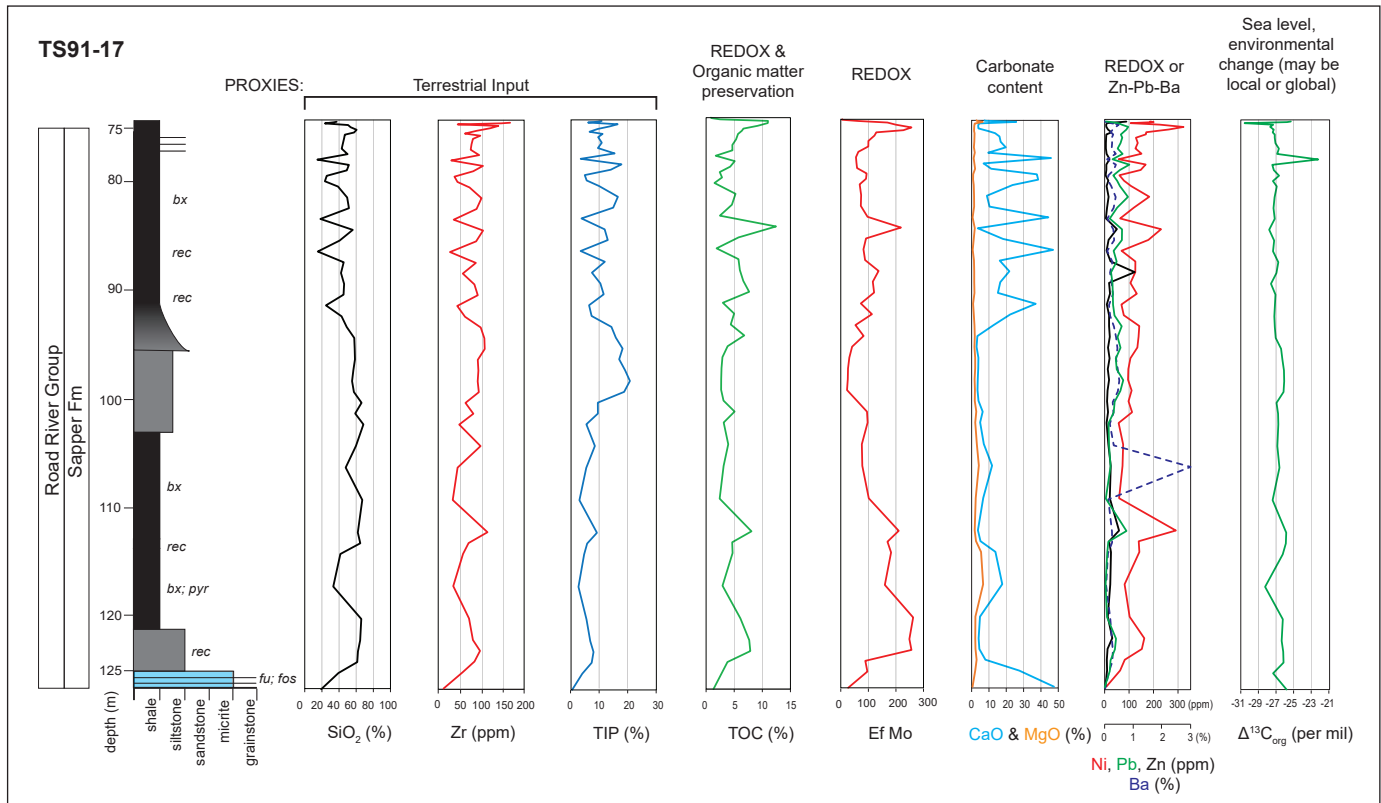 TS91-17
PROXIES:
Terrestrial Input
REDOX &
Organic matter
preservation
REDOX
Carbonate
content
REDOX or
Zn-Pb-Ba
Sea level,
environmental
change (may be
local or global)
Road River Group
Sapper Fm
75
80
90
100
110
120
125
depth (m)
bx
rec
rec
bx
rec
bx; pyr
rec
fu; fos
shale
siltstone
sandstone
micrite
grainstone
0 20 40 60 80 100
SiO₂ (%)
0 50 100 150 200
Zr (ppm)
0 10 20 30
TIP (%)
0 5 10 15
TOC (%)
0 100 200 300
Ef Mo
0 10 20 30 40 50
CaO & MgO (%)
0 100 200 300 (ppm)
0 1 2 3 (%)
Ni, Pb, Zn (ppm)
Ba (%)
-31 -29 -27 -25 -23 -21
Δ¹³C org (per mil)